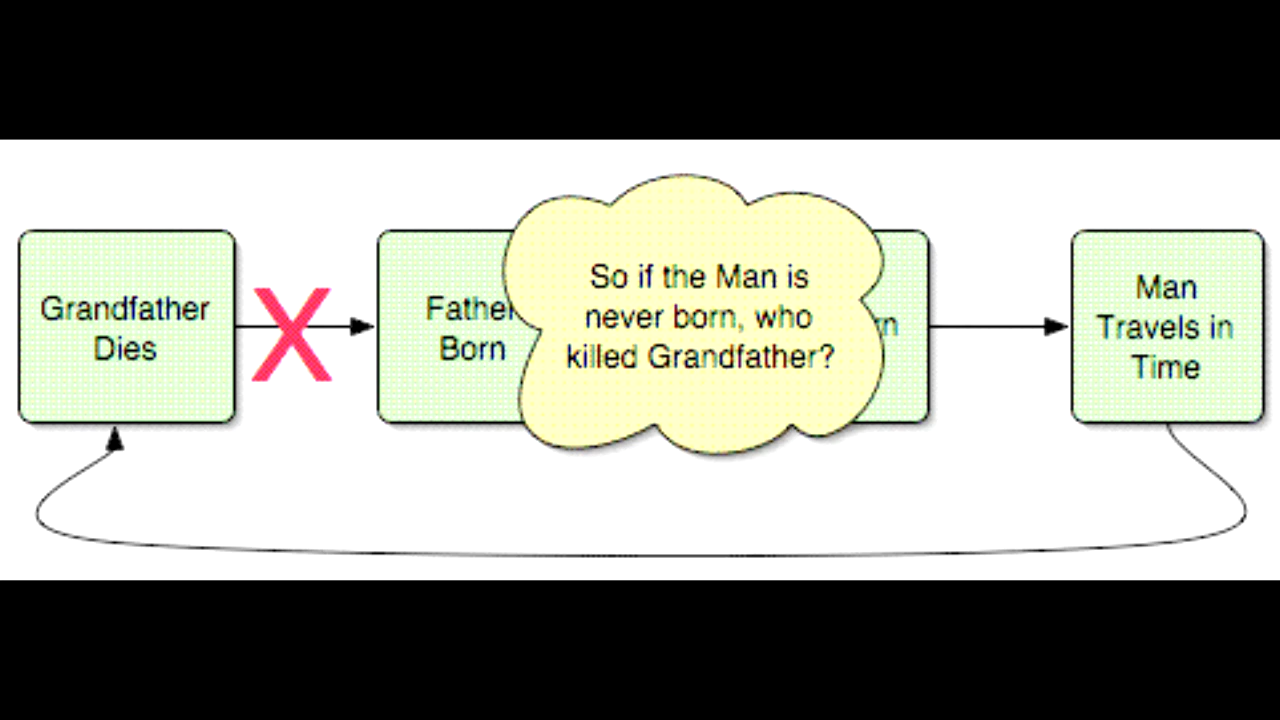 Grandfather
Dies
X
Father
Born
So if the Man is
never born, who
killed Grandfather?
Man
Travels in
Time